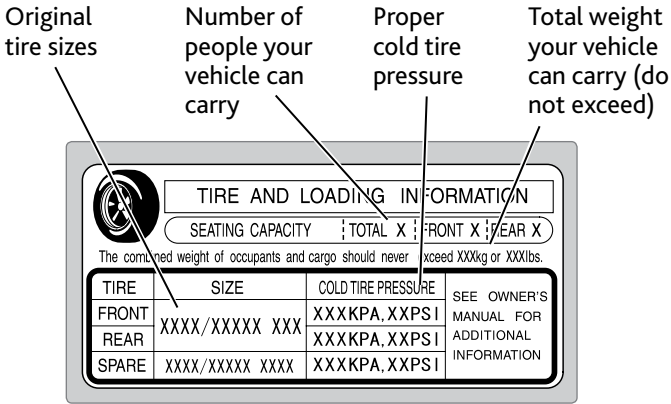 Original
tire sizes
Number of
people your
vehicle can
carry
Proper
cold tire
pressure
Total weight
your vehicle
can carry (do
not exceed)
TIRE AND LOADING INFORMATION
SEATING CAPACITY TOTAL X FRONT X REAR X
The combined weight of occupants and cargo should never exceed XXXkg or XXXlbs.
TIRE SIZE COLD TIRE PRESSURE
FRONT XXXX/XXXXX XXX XXXKPA,XXPSI
REAR XXXKPA,XXPSI
SPARE XXXX/XXXXX XXXX XXXKPA,XXPSI
SEE OWNER'S
MANUAL FOR
ADDITIONAL
INFORMATION